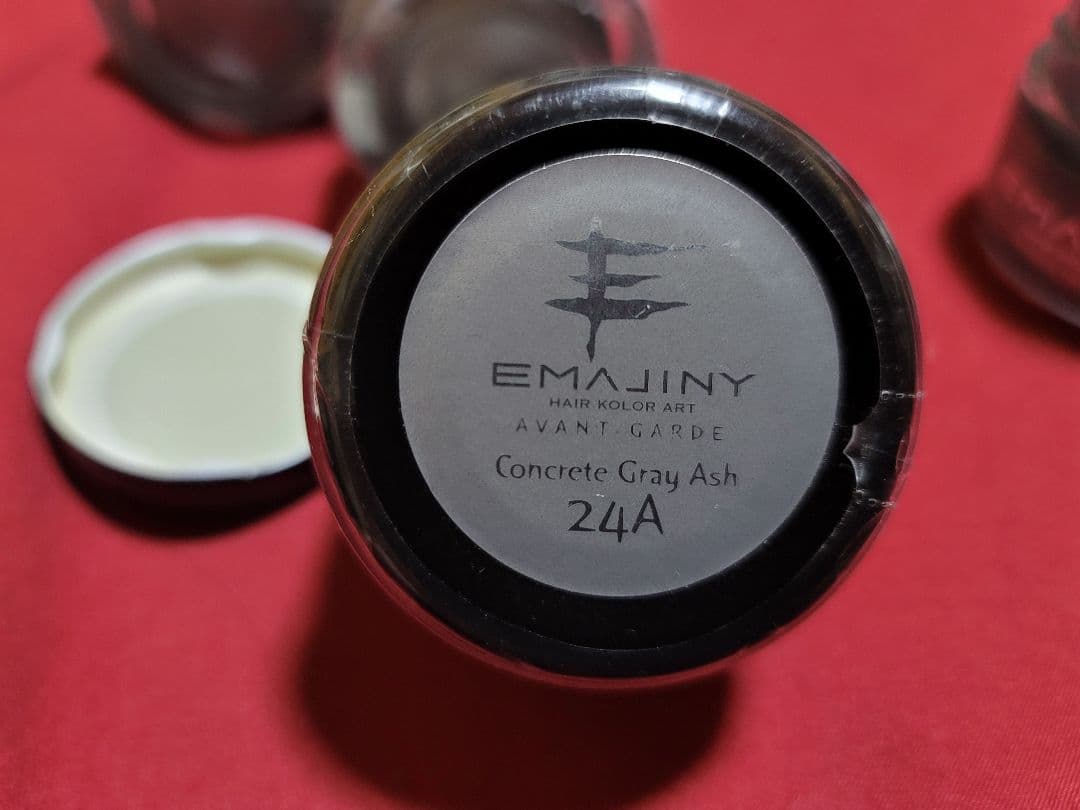 EMAJINY
HAIR KOLOR ART
AVANT-GARDE
Concrete Gray Ash
24A